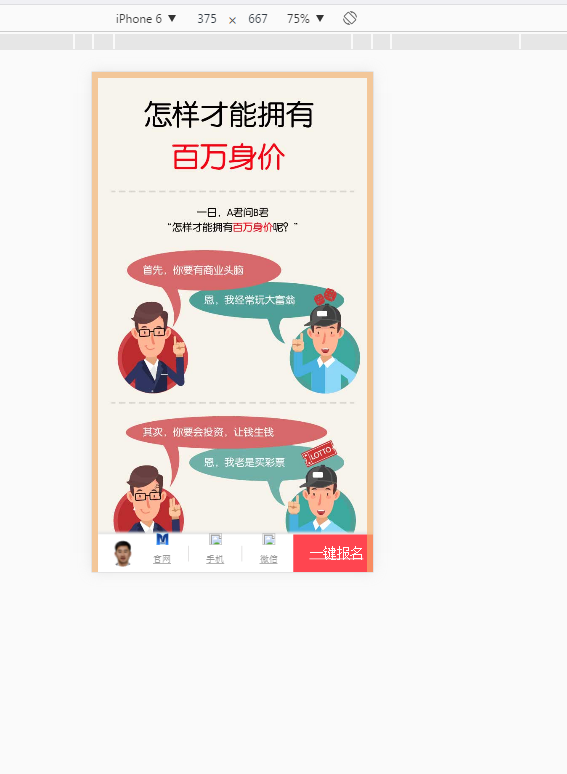 iPhone 6 ▼ 375 × 667 75% ▼
怎样才能拥有
百万身价
一日，A君问B君
“怎样才能拥有百万身价呢？”
首先，你要有商业头脑
恩，我经常玩大富翁
其次，你要会投资，让钱生钱
LOTTO
恩，我老是买彩票
官网
手机
微信
一键报名